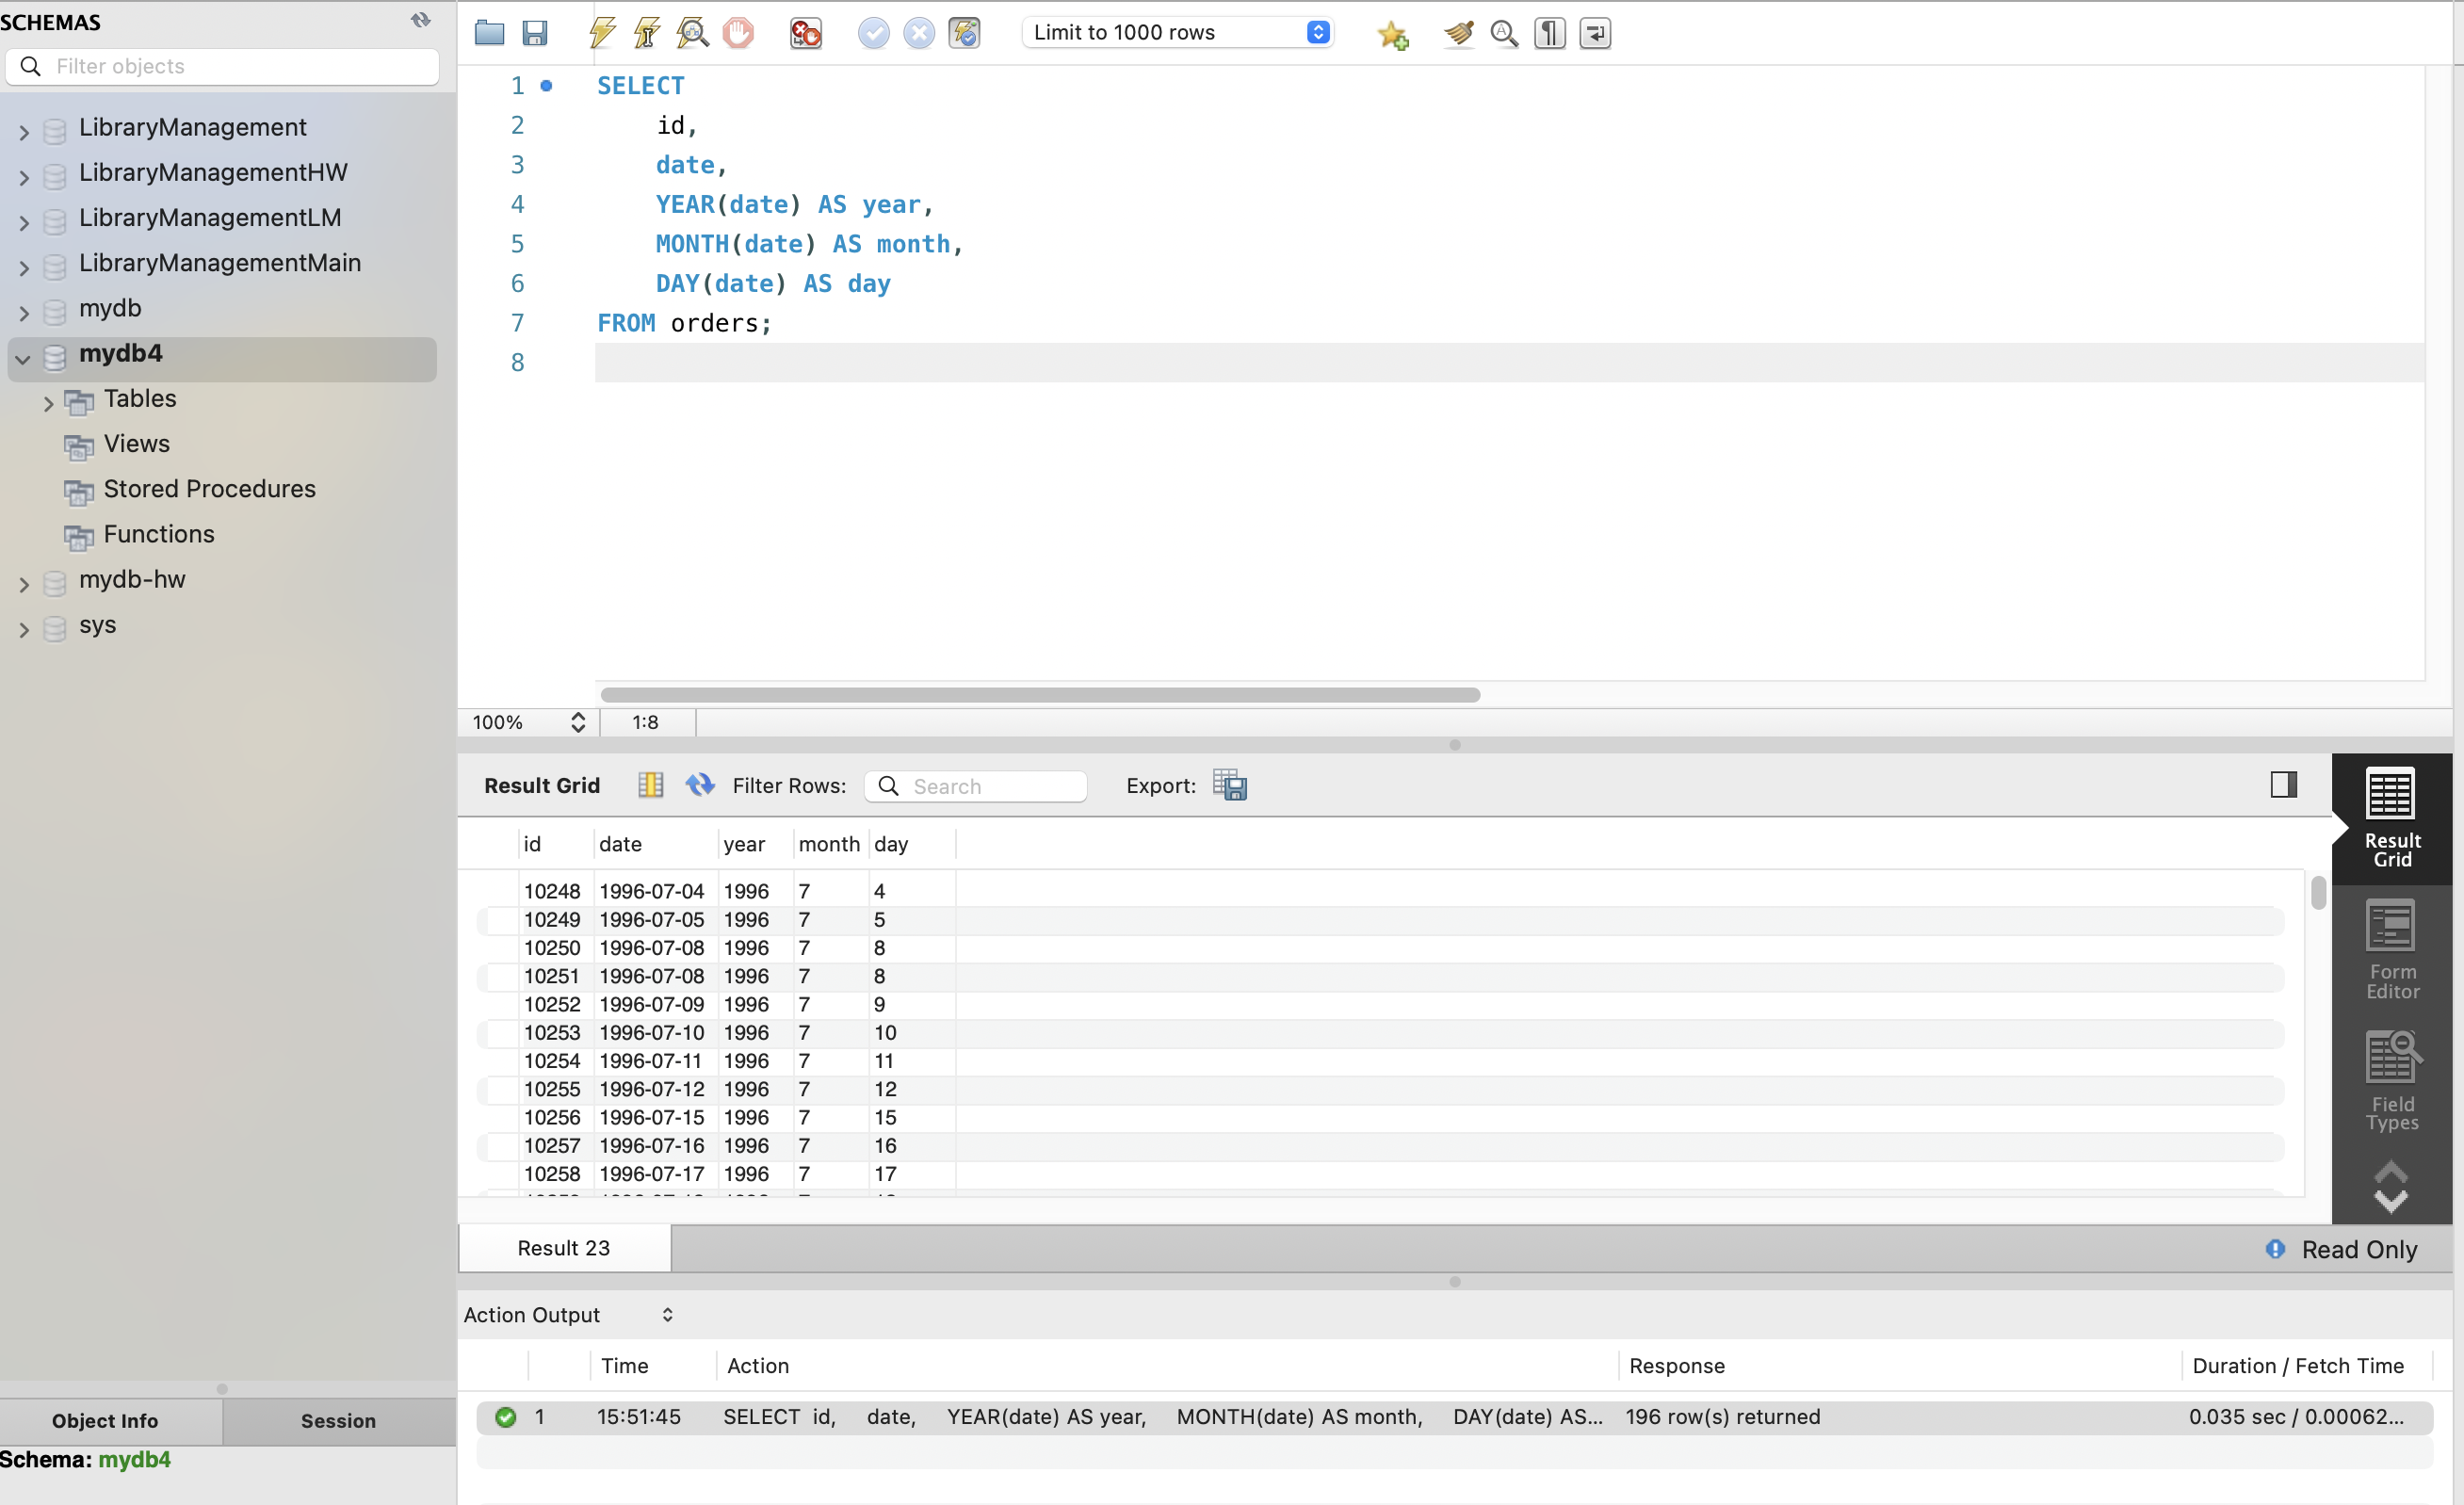 SCHEMAS
Filter objects
LibraryManagement
LibraryManagementHW
LibraryManagementLM
LibraryManagementMain
mydb
mydb4
Tables
Views
Stored Procedures
Functions
mydb-hw
sys
Object Info Session
Schema: mydb4
Limit to 1000 rows
1 SELECT
2 id,
3 date,
4 YEAR(date) AS year,
5 MONTH(date) AS month,
6 DAY(date) AS day
7 FROM orders;
8
100% 1:8
Result Grid Filter Rows: Search Export:
id date year month day
10248 1996-07-04 1996 7 4
10249 1996-07-05 1996 7 5
10250 1996-07-08 1996 7 8
10251 1996-07-08 1996 7 8
10252 1996-07-09 1996 7 9
10253 1996-07-10 1996 7 10
10254 1996-07-11 1996 7 11
10255 1996-07-12 1996 7 12
10256 1996-07-15 1996 7 15
10257 1996-07-16 1996 7 16
10258 1996-07-17 1996 7 17
Result
Grid
Form
Editor
Field
Types
Result 23 Read Only
Action Output
Time Action Response Duration / Fetch Time
1 15:51:45 SELECT id, date, YEAR(date) AS year, MONTH(date) AS month, DAY(date) AS... 196 row(s) returned 0.035 sec / 0.00062...